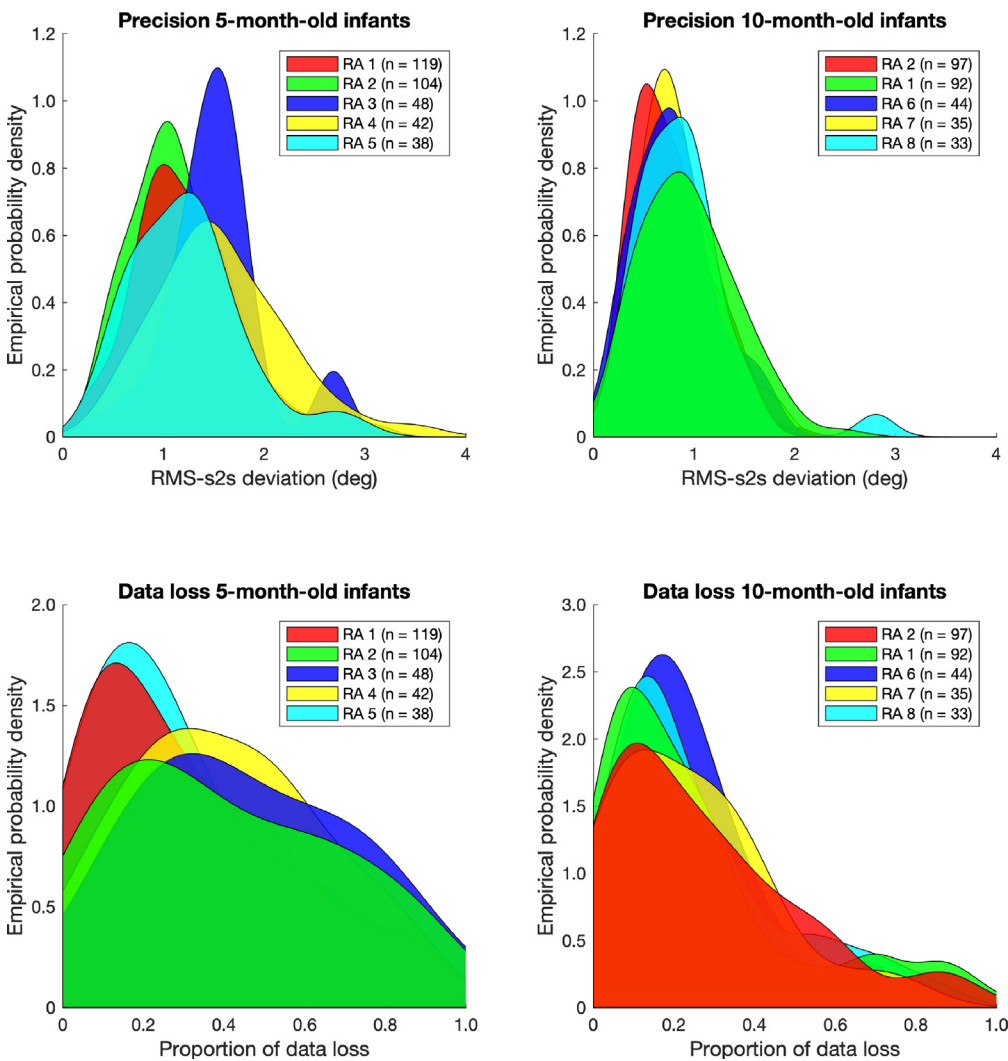 Precision 5-month-old infants
Empirical probability density
1.2
1.0
0.8
0.6
0.4
0.2
0
RA 1 (n = 119)
RA 2 (n = 104)
RA 3 (n = 48)
RA 4 (n = 42)
RA 5 (n = 38)
0 1 2 3 4
RMS-s2s deviation (deg)
Precision 10-month-old infants
Empirical probability density
1.2
1.0
0.8
0.6
0.4
0.2
0
RA 2 (n = 97)
RA 1 (n = 92)
RA 6 (n = 44)
RA 7 (n = 35)
RA 8 (n = 33)
0 1 2 3 4
RMS-s2s deviation (deg)
Data loss 5-month-old infants
Empirical probability density
2.0
1.5
1.0
0.5
0
RA 1 (n = 119)
RA 2 (n = 104)
RA 3 (n = 48)
RA 4 (n = 42)
RA 5 (n = 38)
0 0.2 0.4 0.6 0.8 1.0
Proportion of data loss
Data loss 10-month-old infants
Empirical probability density
3.0
2.5
2.0
1.5
1.0
0.5
0
RA 2 (n = 97)
RA 1 (n = 92)
RA 6 (n = 44)
RA 7 (n = 35)
RA 8 (n = 33)
0 0.2 0.4 0.6 0.8 1.0
Proportion of data loss